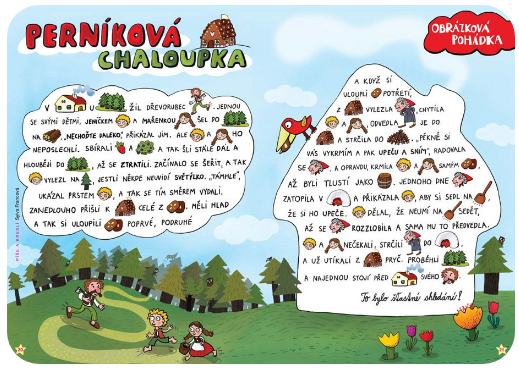 PERNÍKOVÁ
CHALOUPKA
OBRÁZKOVÁ
POHÁDKA
V U ŽIL DŘEVORUBEC . JEDNOU
SE SVÝMI DĚTMI, JENÍČKEM A MAŘENKOU ŠEL DO
NA . „NECHOĎTE DALEKO,“ PŘIKÁZAL JIM. ALE A HO
NEPOSLECHLI. SBÍRALI A A TAK ŠLI STÁLE DÁL A
HLOUBĚJI DO , AŽ SE ZTRATILI. ZAČÍNALO SE ŠEŘIT, A TAK
VYLEZL NA , JESTLI NĚKDE NEUVIDÍ SVĚTÝLKO. „TÁMHLE“,
UKÁZAL PRSTEM , A TAK SE TÍM SMĚREM VYDALI.
ZANEDLOUHO PŘIŠLI K CELÉ Z . MĚLI HLAD
A TAK SI ULOUPILI POPRVÉ, PODRUHÉ
A KDYŽ SI
ULOUPLI POTŘETÍ,
Z VYLEZLA , CHYTILA
A , ODVEDLA JE DO
A STRČILA DO . „PĚKNĚ SI
VÁS VYKRMÍM A PAK UPEČU A SNÍM“, RADOVALA
SE A OPRAVDU, KRMILA A SAMÝM
AŽ BYLI TLUSTÍ JAKO . JEDNOHO DNE
ZATOPILA V A PŘIKÁZALA , ABY SI SEDL NA ,
ŽE SI HO UPEČE. DĚLAL, ŽE NEUMÍ NA SEDĚT,
AŽ SE ROZZLOBILA A SAMA MU TO PŘEDVEDLA.
A NEČEKALI, STRČILI DO
A UŽ UTÍKALI Z PRYČ. PROBĚHLI
A NAJEDNOU STOJÍ PŘED SVÉHO .
To bylo šťastné shledání!